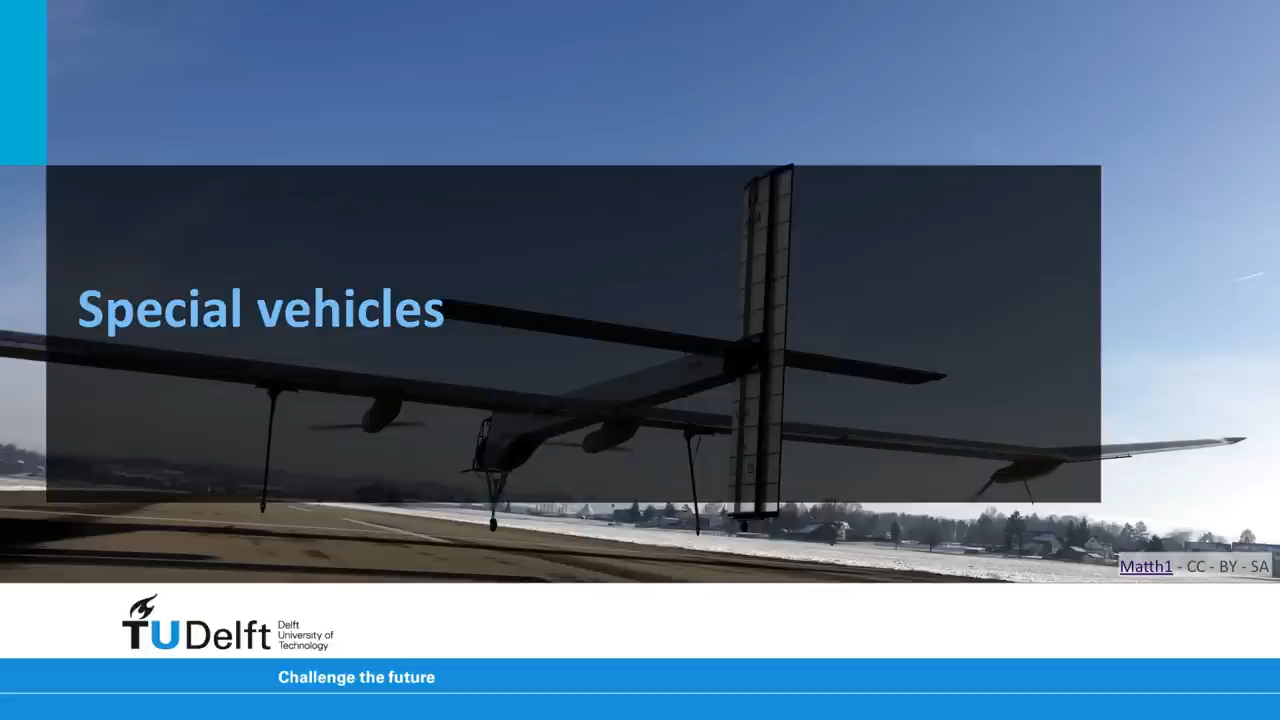 Special vehicles
Matth1 - CC - BY - SA
TUDelft
Delft
University of
Technology
Challenge the future